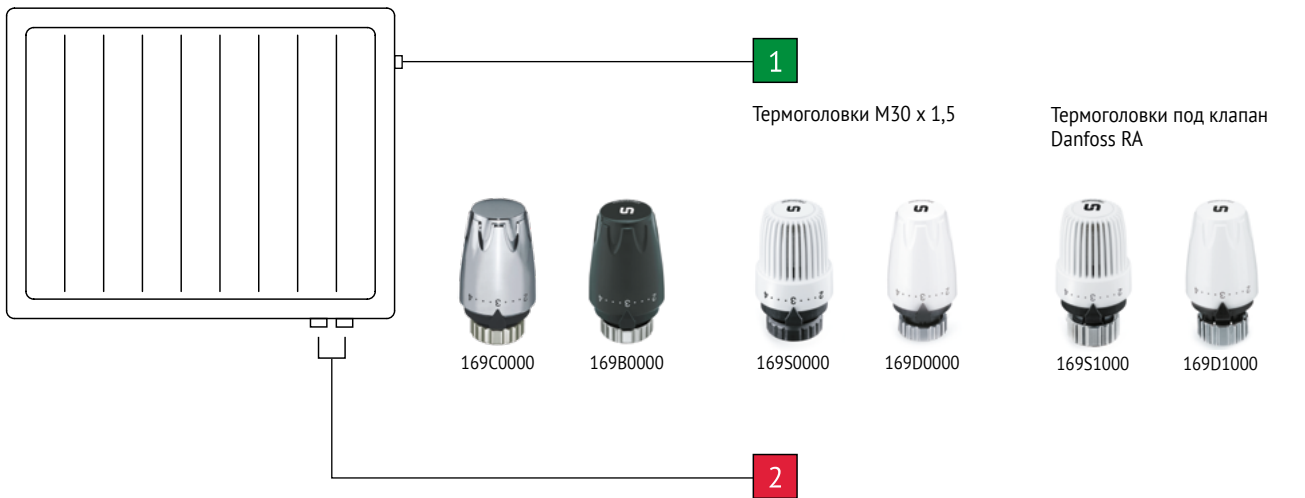 1
Термоголовки M30 x 1,5
Термоголовки под клапан
Danfoss RA
169C0000
169B0000
169S0000
169D0000
169S1000
169D1000
2